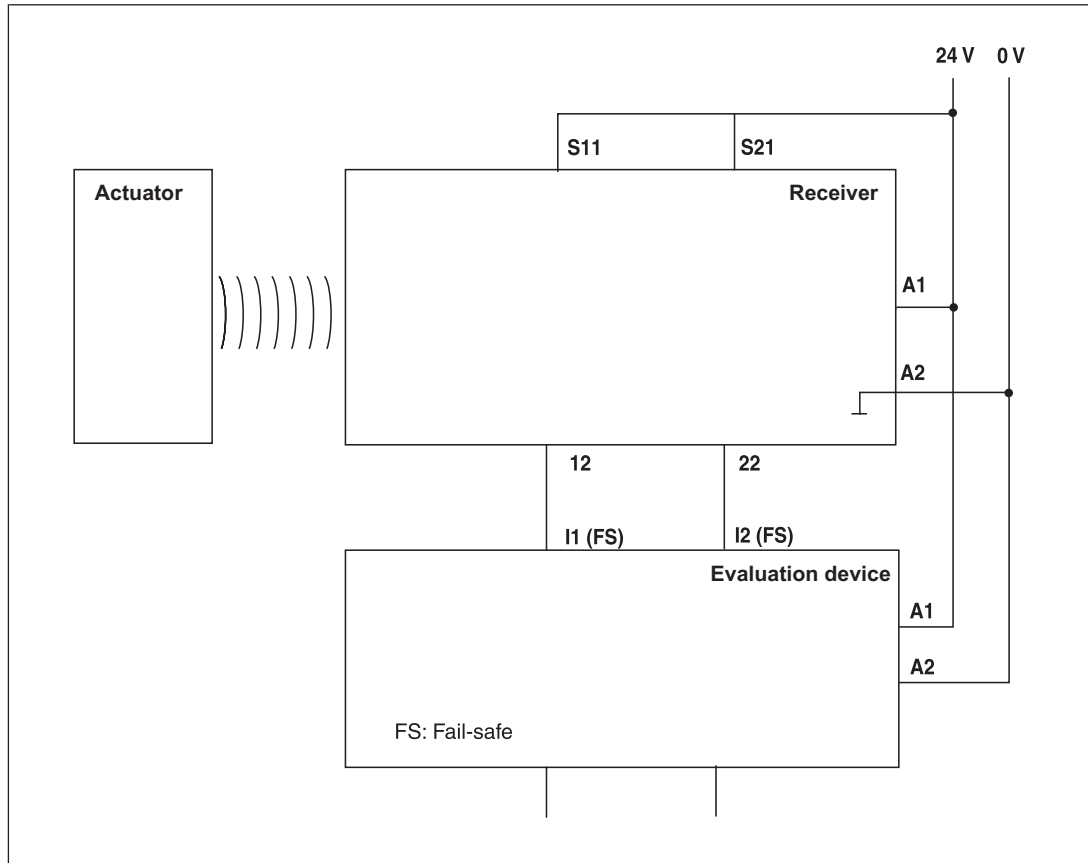 24 V 0 V
S11 S21
Actuator Receiver
A1
A2
12 22
I1 (FS) I2 (FS)
Evaluation device
A1
A2
FS: Fail-safe